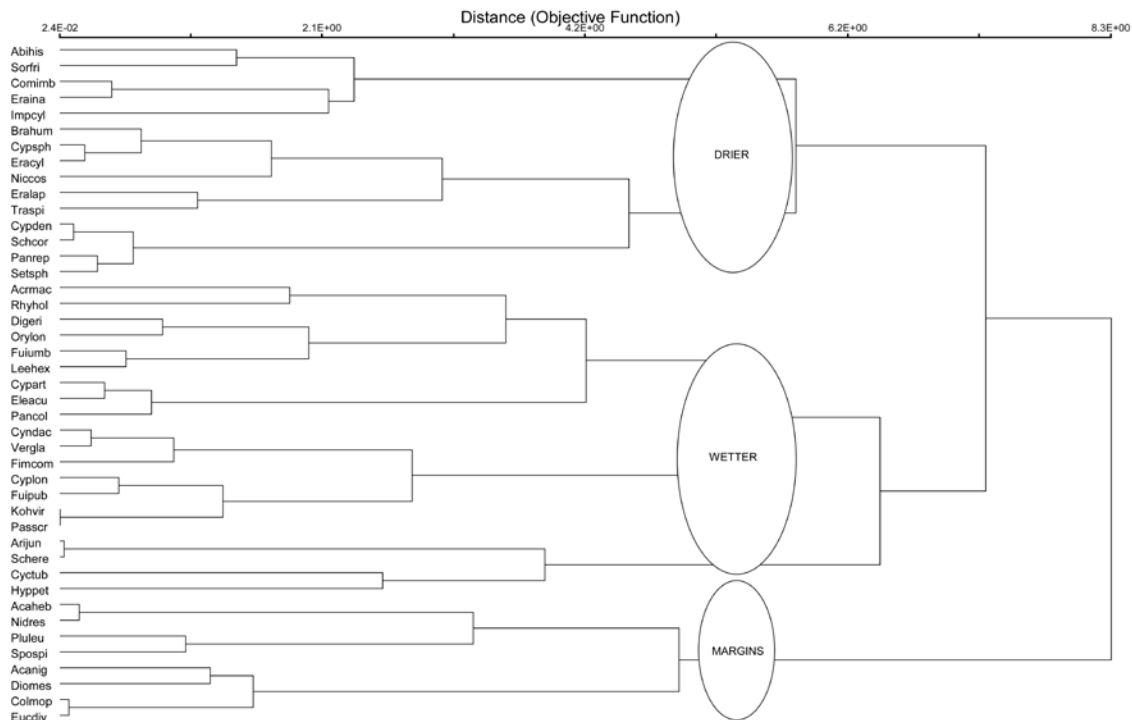 Distance (Objective Function)
2.4E-02 2.1E+00 4.2E+00 6.2E+00 8.3E+00
Abihis
Sorfri
Comimb
Eraina
Impcyl
Brahum
Cypsph
Eracyl
Niccos
Eralap
Traspi
Cypden
Schcor
Panrep
Setsph
Acrmac
Rhyhol
Digeri
Orylon
Fuiumb
Leehex
Cypart
Eleacu
Pancol
Cyndac
Vergla
Fimcom
Cyplon
Fuipub
Kohvir
Passcr
Arijun
Schere
Cyctub
Hyppet
Acaheb
Nidres
Pluleu
Spospi
Acanig
Diomes
Colmop
Eucdiv
DRIER
WETTER
MARGINS